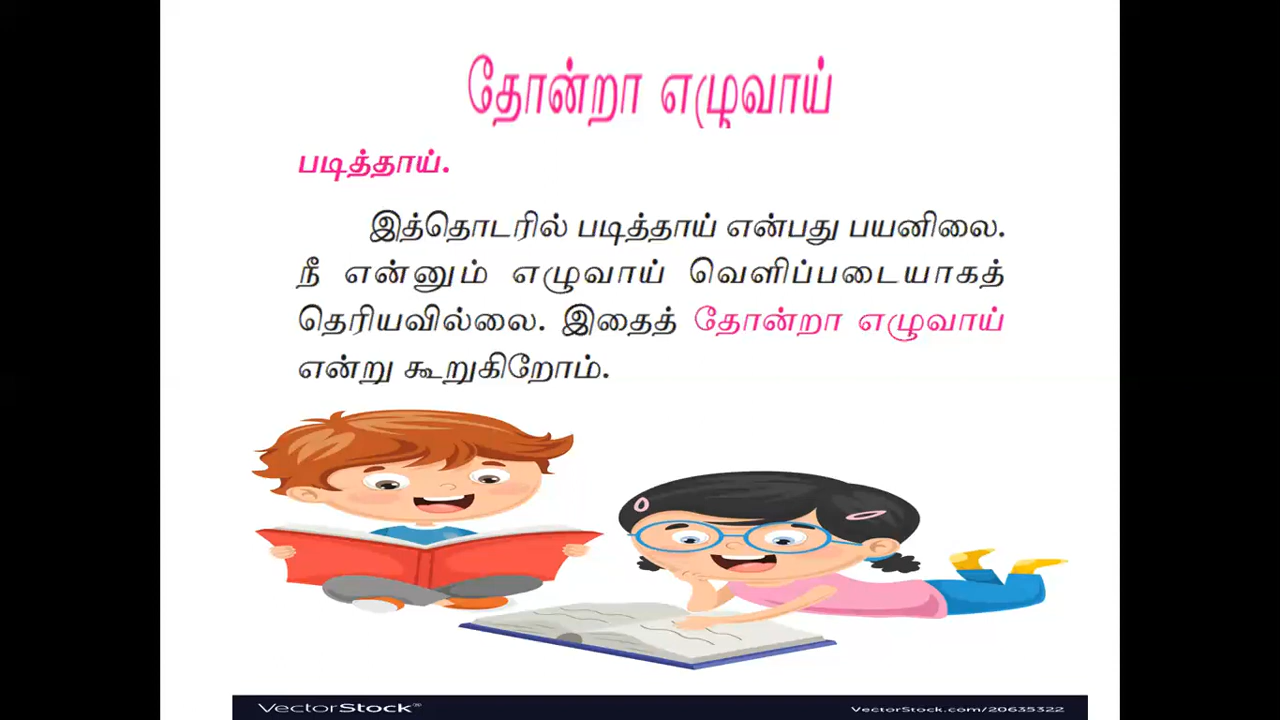 தோன்றா எழுவாய்
படித்தாய்.
இத்தொடரில் படித்தாய் என்பது பயனிலை.
நீ என்னும் எழுவாய் வெளிப்படையாகத்
தெரியவில்லை. இதைத் தோன்றா எழுவாய்
என்று கூறுகிறோம்.
VectorStock®
VectorStock.com/20635322